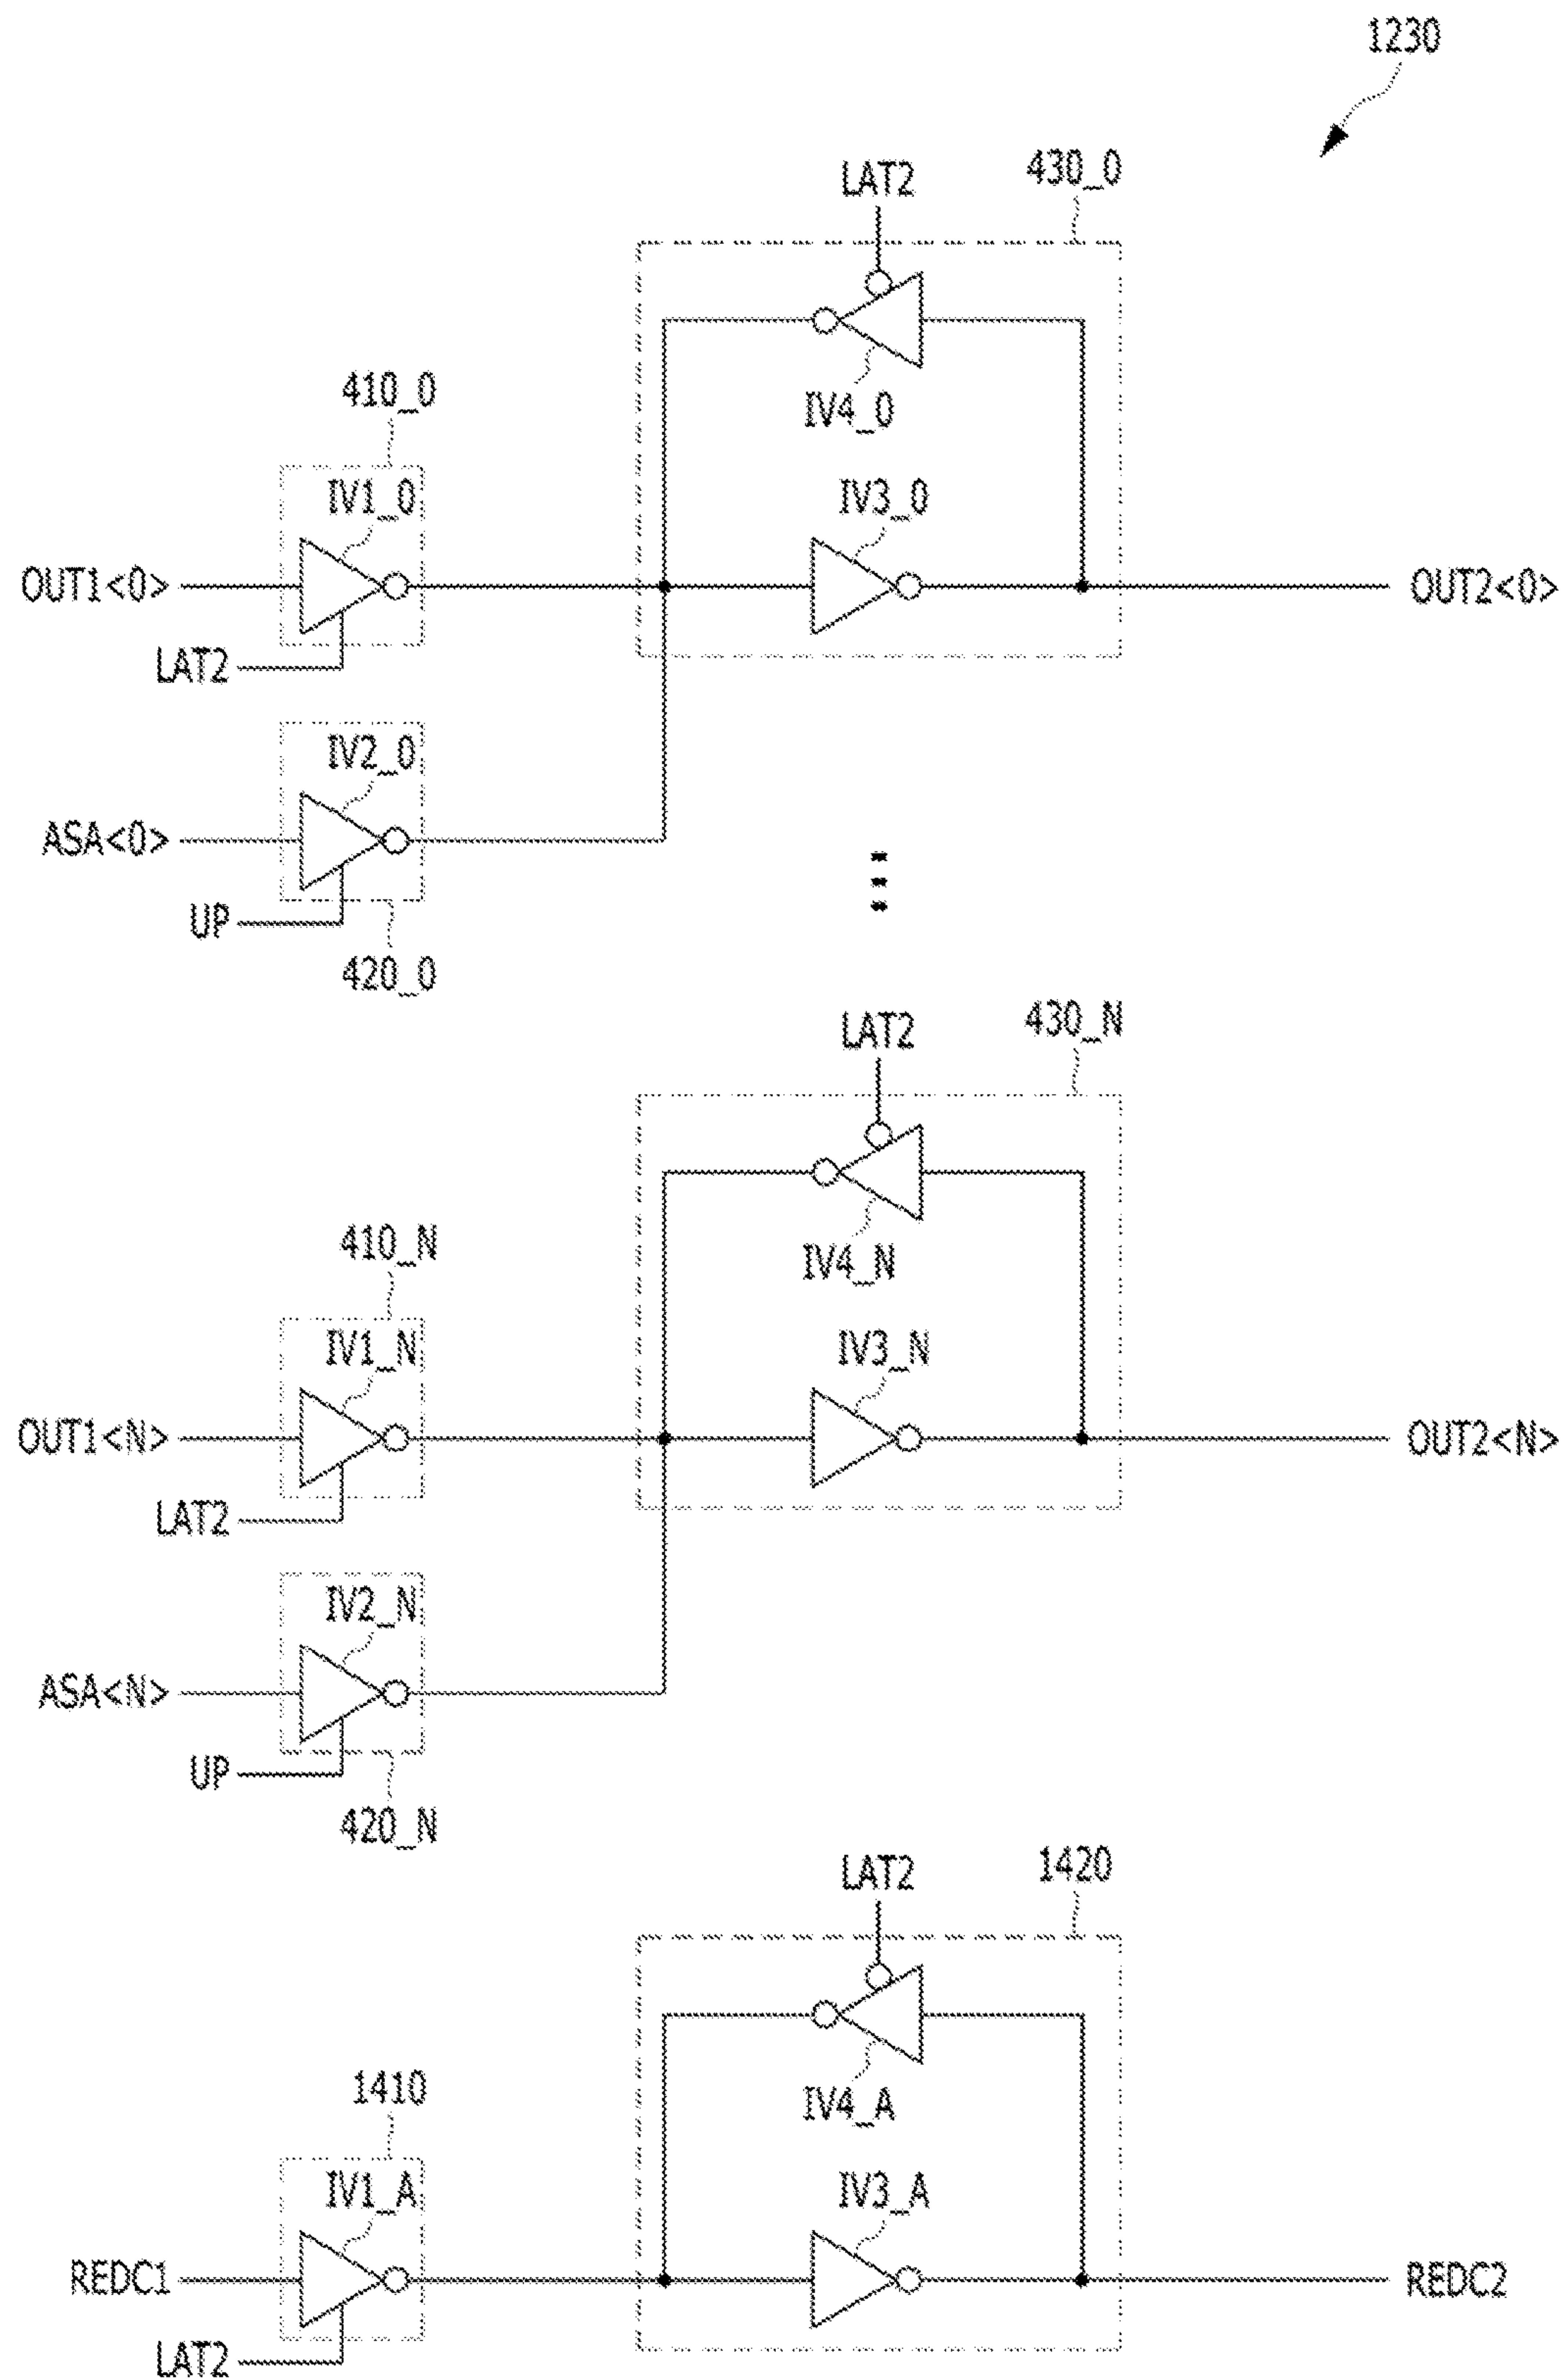 1230
430_0
LAT2
IV4_0
410_0
IV1_0
IV3_0
OUT1<0>
OUT2<0>
LAT2
IV2_0
ASA<0>
UP
420_0
430_N
LAT2
IV4_N
410_N
IV1_N
IV3_N
OUT1<N>
OUT2<N>
LAT2
IV2_N
ASA<N>
UP
420_N
1420
LAT2
IV4_A
1410
IV1_A
IV3_A
REDC1
REDC2
LAT2